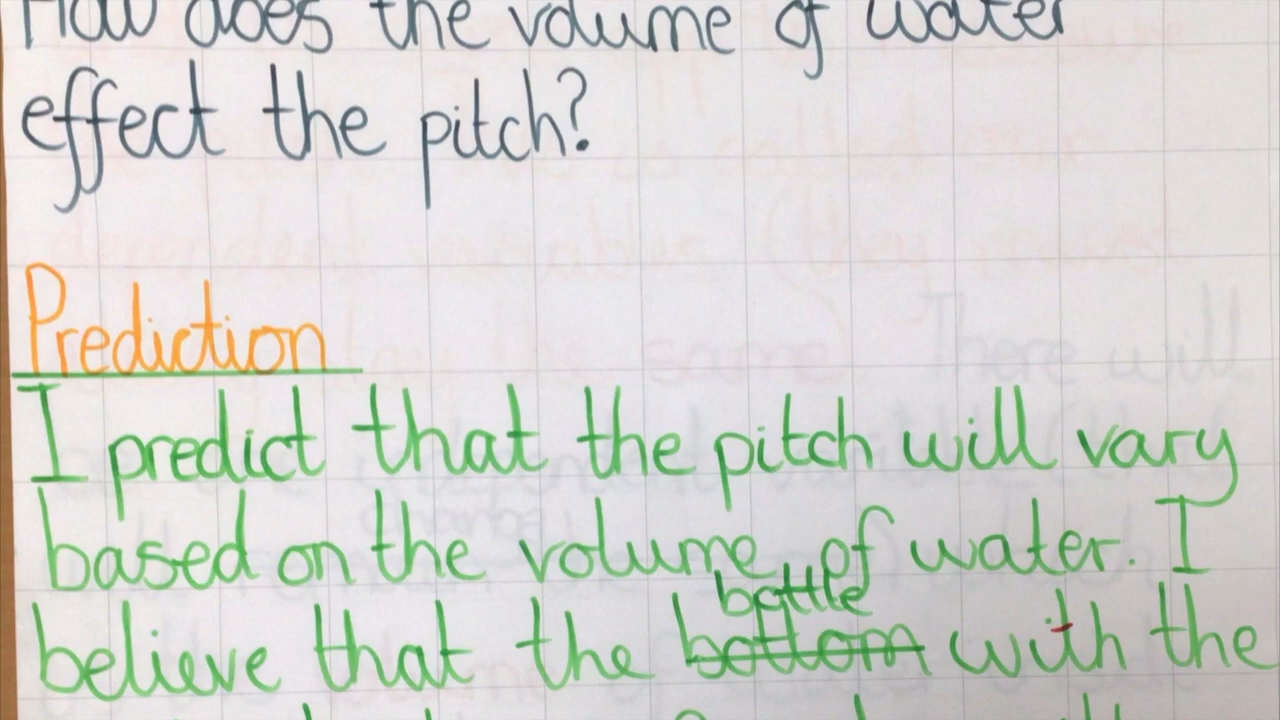 How does the volume of water
effect the pitch?
Prediction
I predict that the pitch will vary
based on the volume of water. I
bottle
believe that the bottom with the